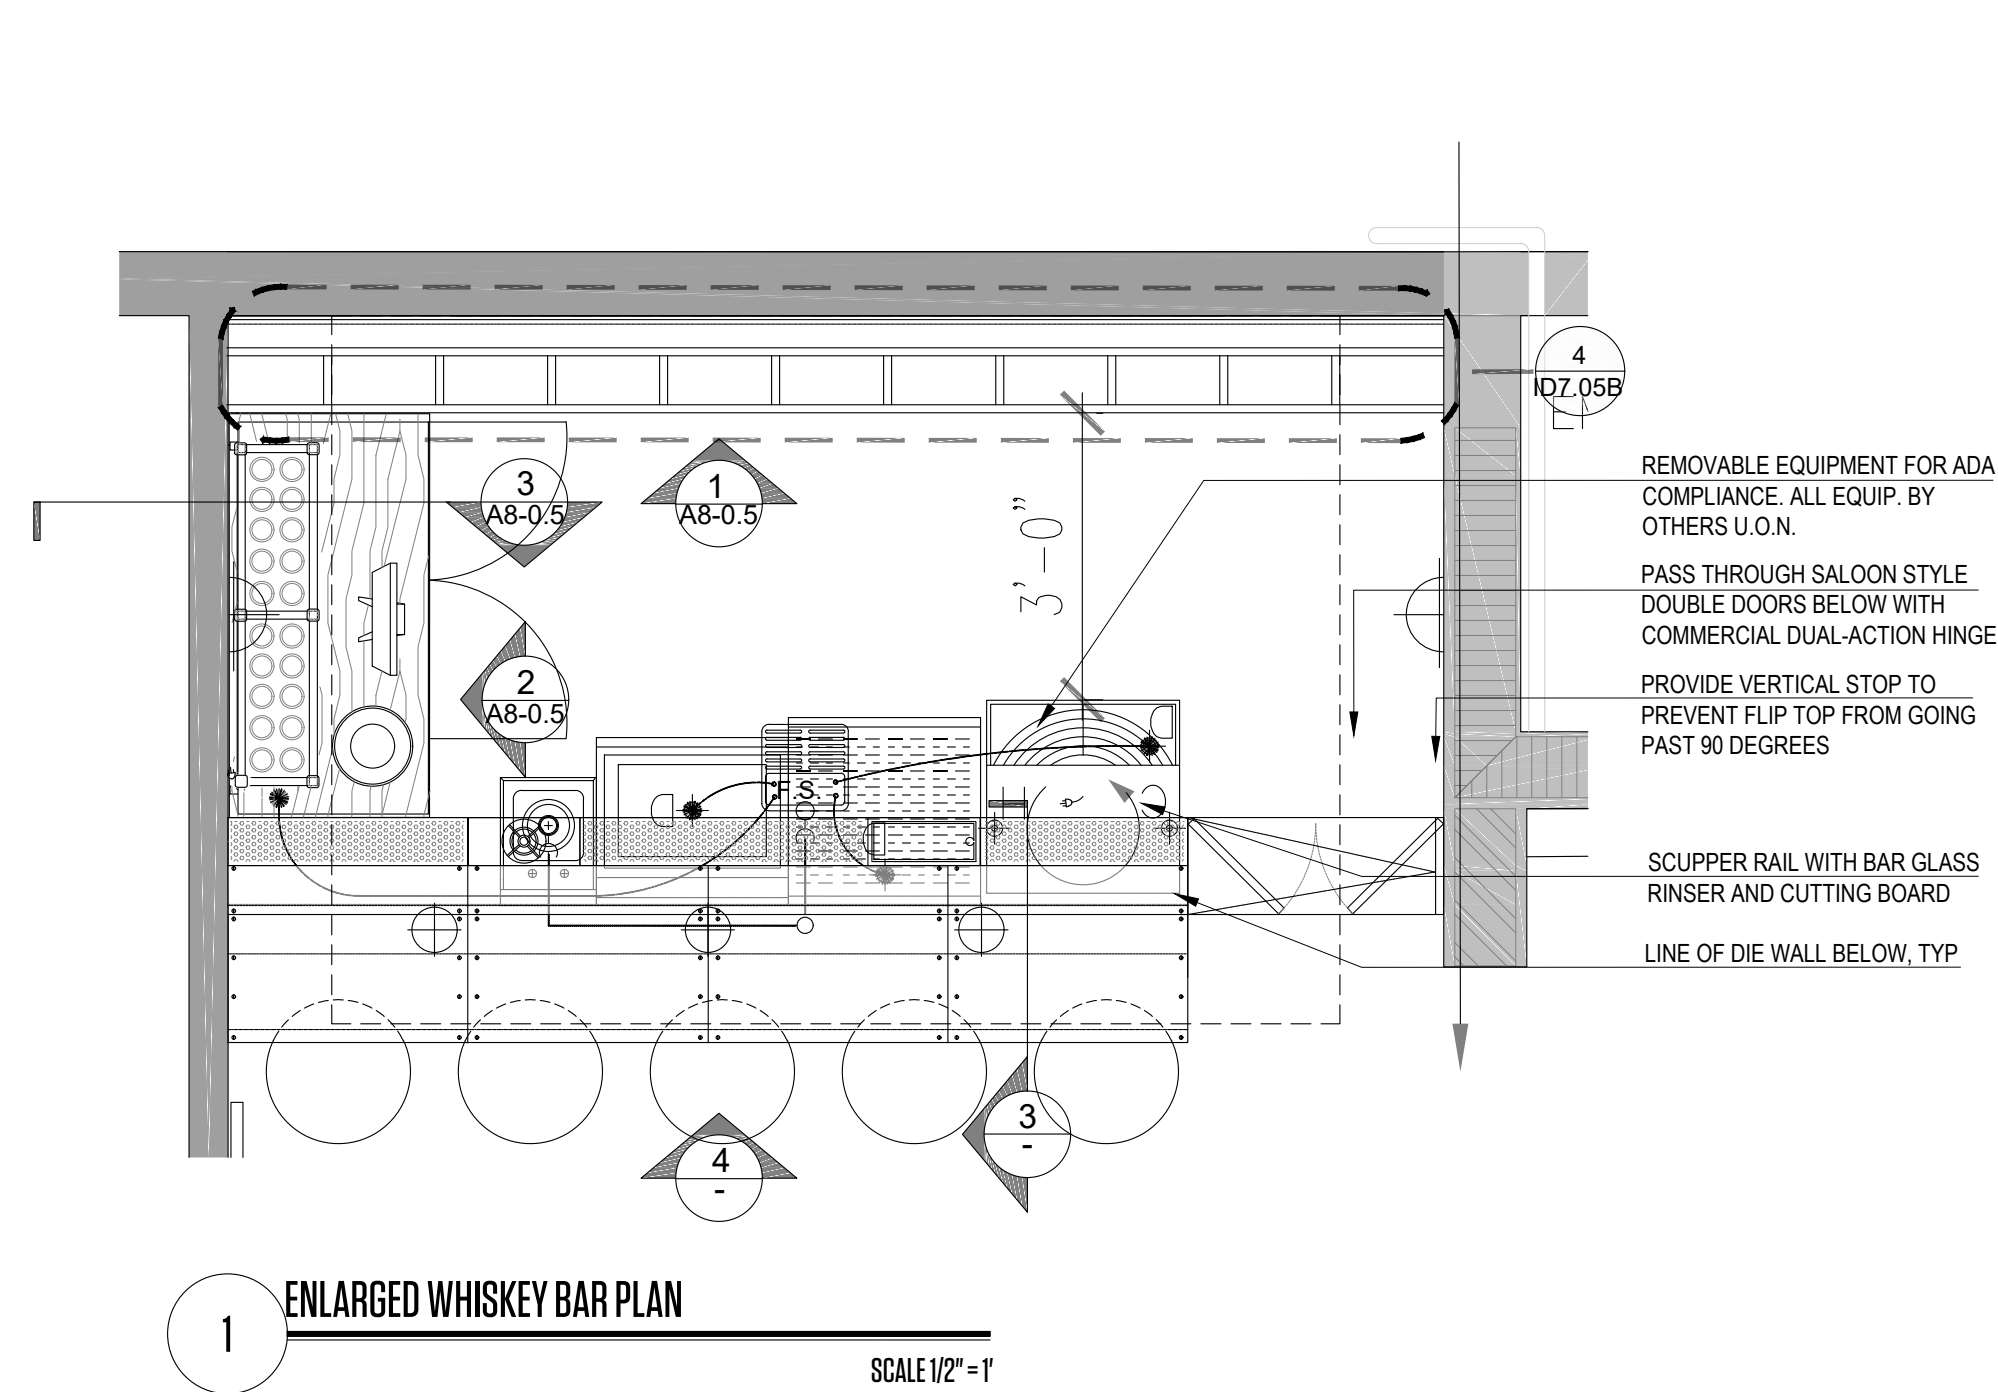 4
ID7.05B
REMOVABLE EQUIPMENT FOR ADA
COMPLIANCE. ALL EQUIP. BY
OTHERS U.O.N.
3
A8-0.5
1
A8-0.5
3'-0"
PASS THROUGH SALOON STYLE
DOUBLE DOORS BELOW WITH
COMMERCIAL DUAL-ACTION HINGE
2
A8-0.5
PROVIDE VERTICAL STOP TO
PREVENT FLIP TOP FROM GOING
PAST 90 DEGREES
F.S.
SCUPPER RAIL WITH BAR GLASS
RINSER AND CUTTING BOARD
LINE OF DIE WALL BELOW, TYP
3
-
4
-
1
ENLARGED WHISKEY BAR PLAN
SCALE 1/2" = 1'